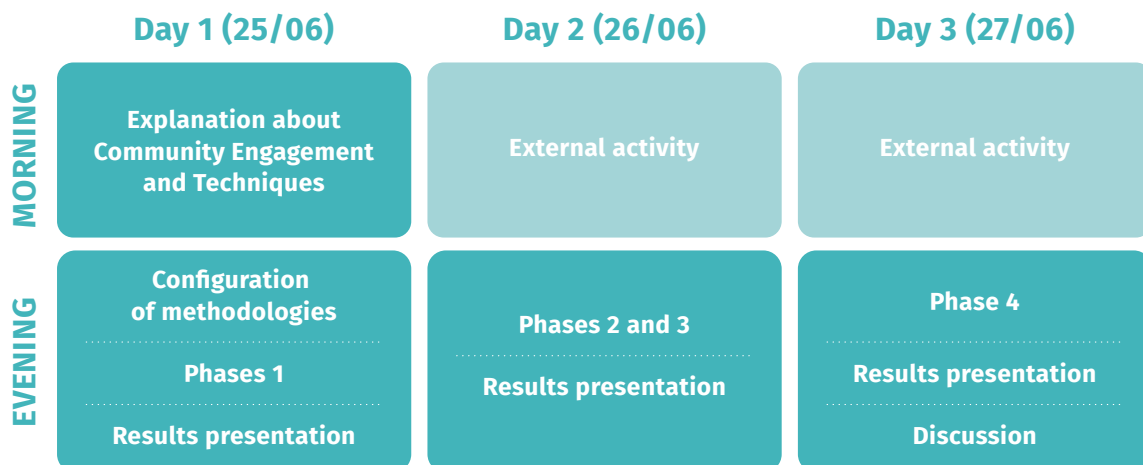 Day 1 (25/06)
Day 2 (26/06)
Day 3 (27/06)
MORNING
Explanation about
Community Engagement
and Techniques
External activity
External activity
EVENING
Configuration
of methodologies
Phases 1
Results presentation
Phases 2 and 3
Results presentation
Phase 4
Results presentation
Discussion